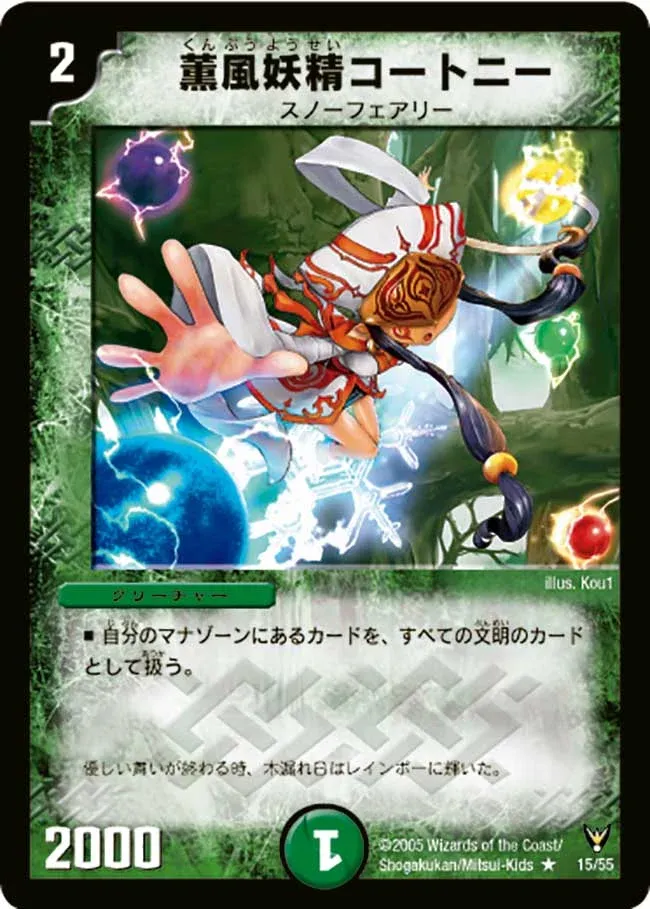 2
くんぷうようせい
薫風妖精コートニー
スノーフェアリー
illus. Kou1
クリーチャー
■ 自分のマナゾーンにあるカードを、すべての文明のカード
として扱う。
優しい舞いが終わる時、木漏れ日はレインボーに輝いた。
2000
1
©2005 Wizards of the Coast/
Shogakukan/Mitsui-Kids ★ 15/55